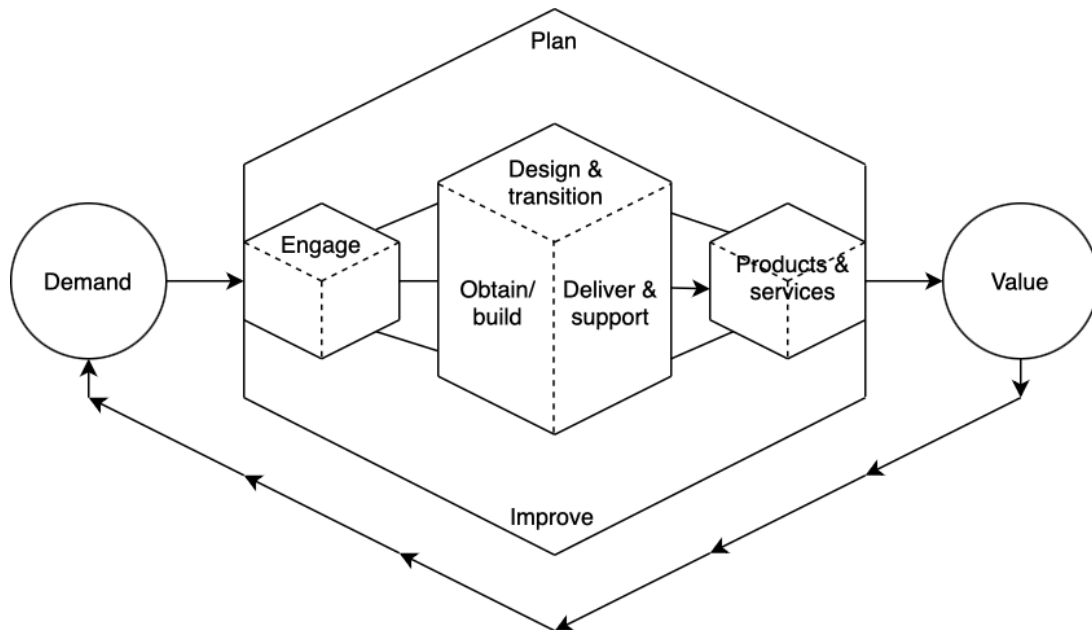 Plan
Design &
transition
Engage
Demand
Obtain/
build
Deliver &
support
Products &
services
Value
Improve